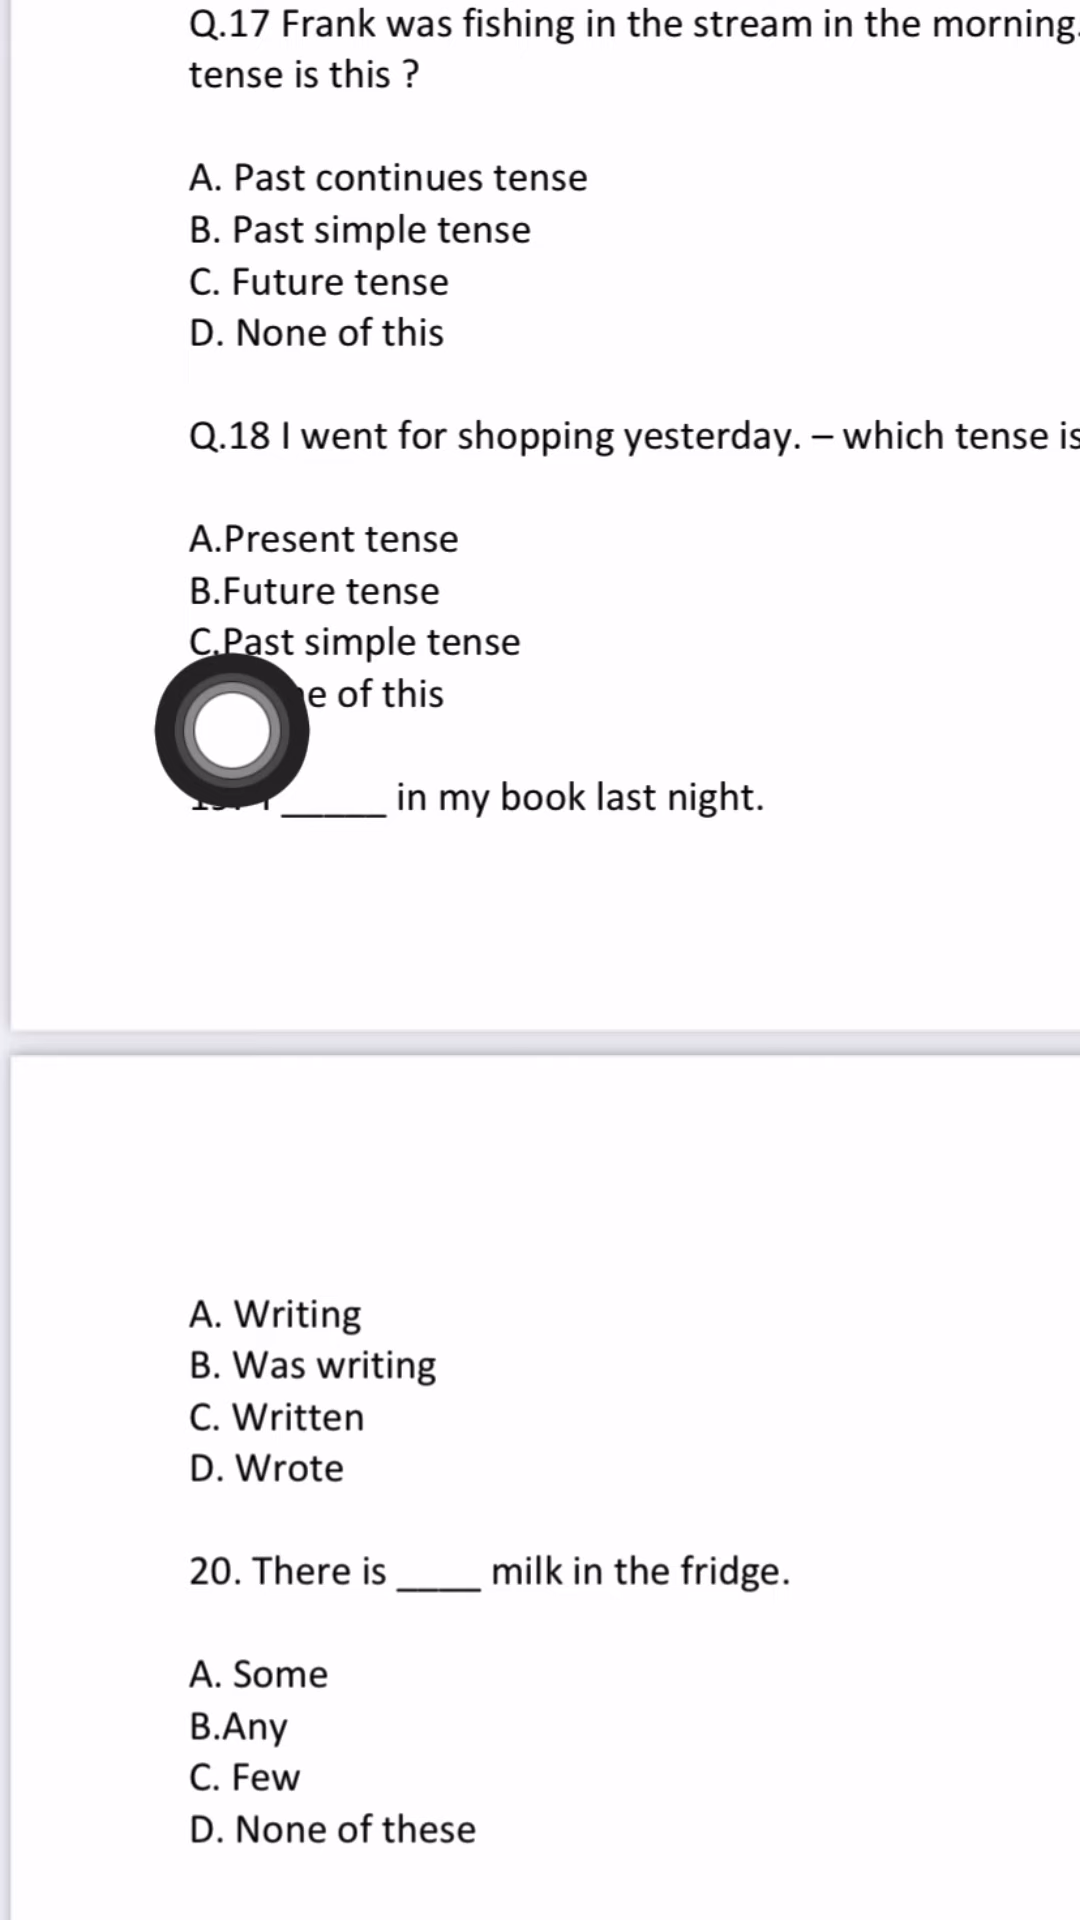 Q.17 Frank was fishing in the stream in the morning.
tense is this ?
A. Past continues tense
B. Past simple tense
C. Future tense
D. None of this
Q.18 I went for shopping yesterday. – which tense is
A.Present tense
B.Future tense
C.Past simple tense
of this
_____ in my book last night.
A. Writing
B. Was writing
C. Written
D. Wrote
20. There is ____ milk in the fridge.
A. Some
B.Any
C. Few
D. None of these